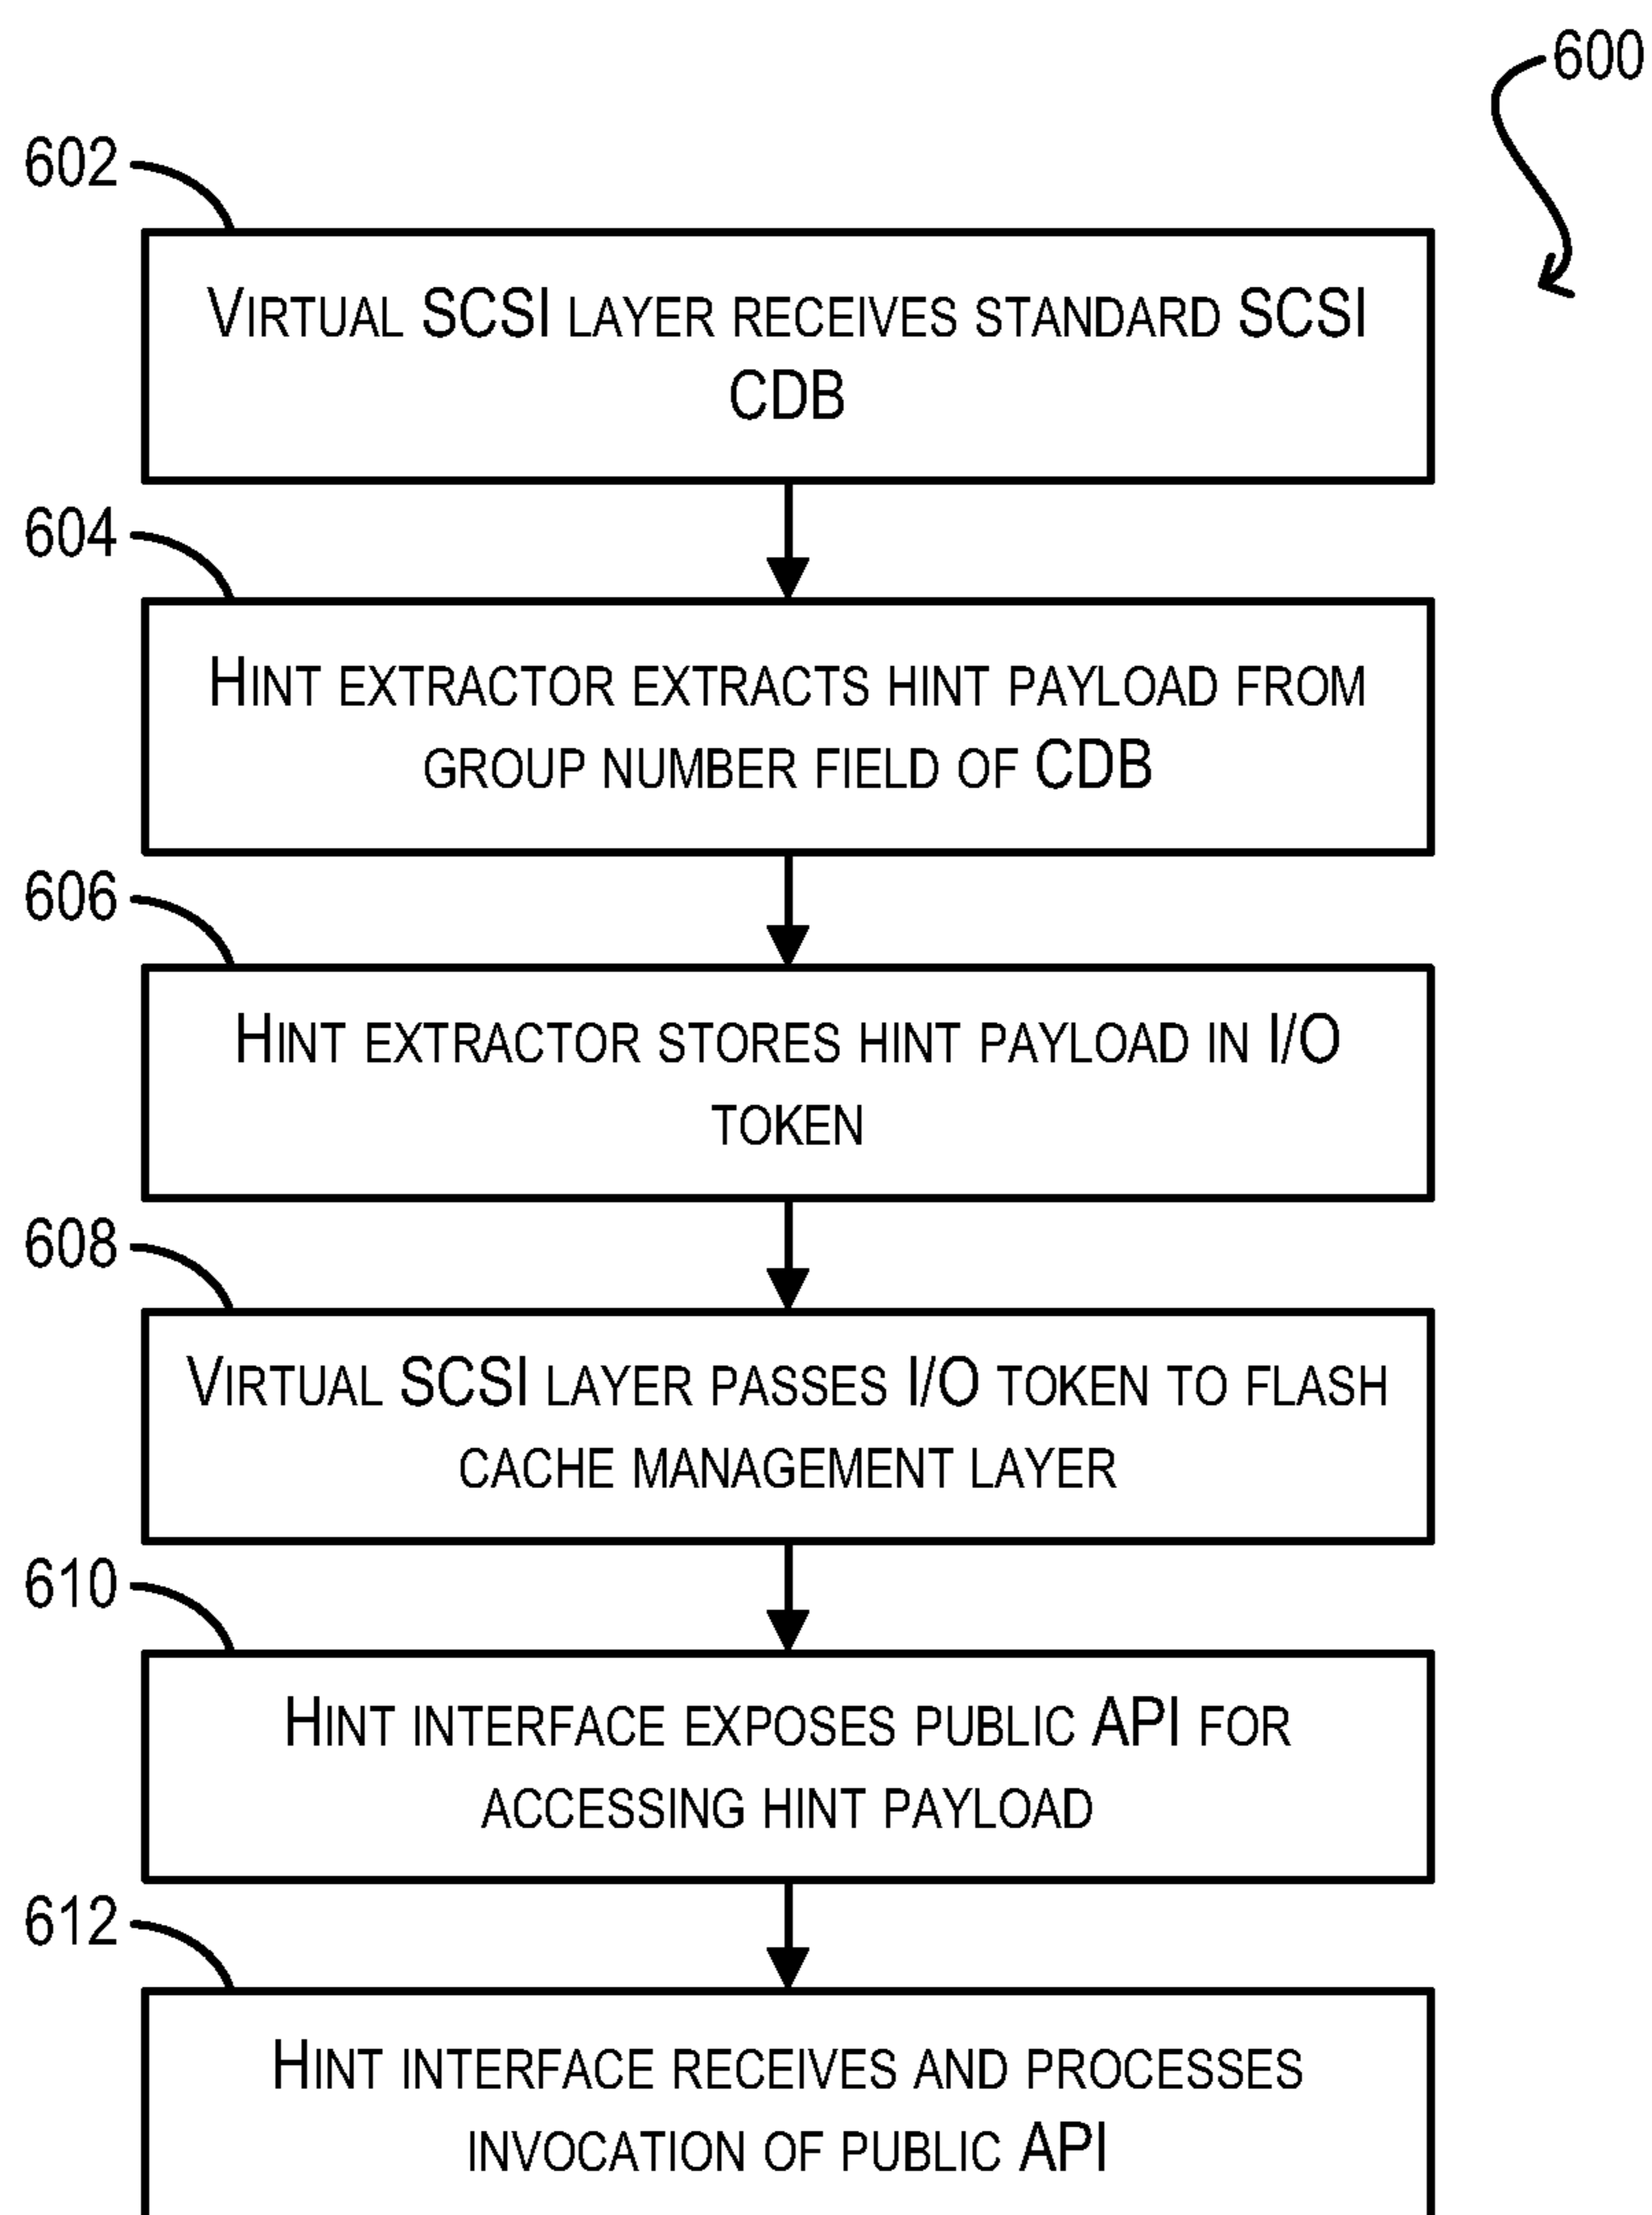 600
602
VIRTUAL SCSI LAYER RECEIVES STANDARD SCSI
CDB
604
HINT EXTRACTOR EXTRACTS HINT PAYLOAD FROM
GROUP NUMBER FIELD OF CDB
606
HINT EXTRACTOR STORES HINT PAYLOAD IN I/O
TOKEN
608
VIRTUAL SCSI LAYER PASSES I/O TOKEN TO FLASH
CACHE MANAGEMENT LAYER
610
HINT INTERFACE EXPOSES PUBLIC API FOR
ACCESSING HINT PAYLOAD
612
HINT INTERFACE RECEIVES AND PROCESSES
INVOCATION OF PUBLIC API